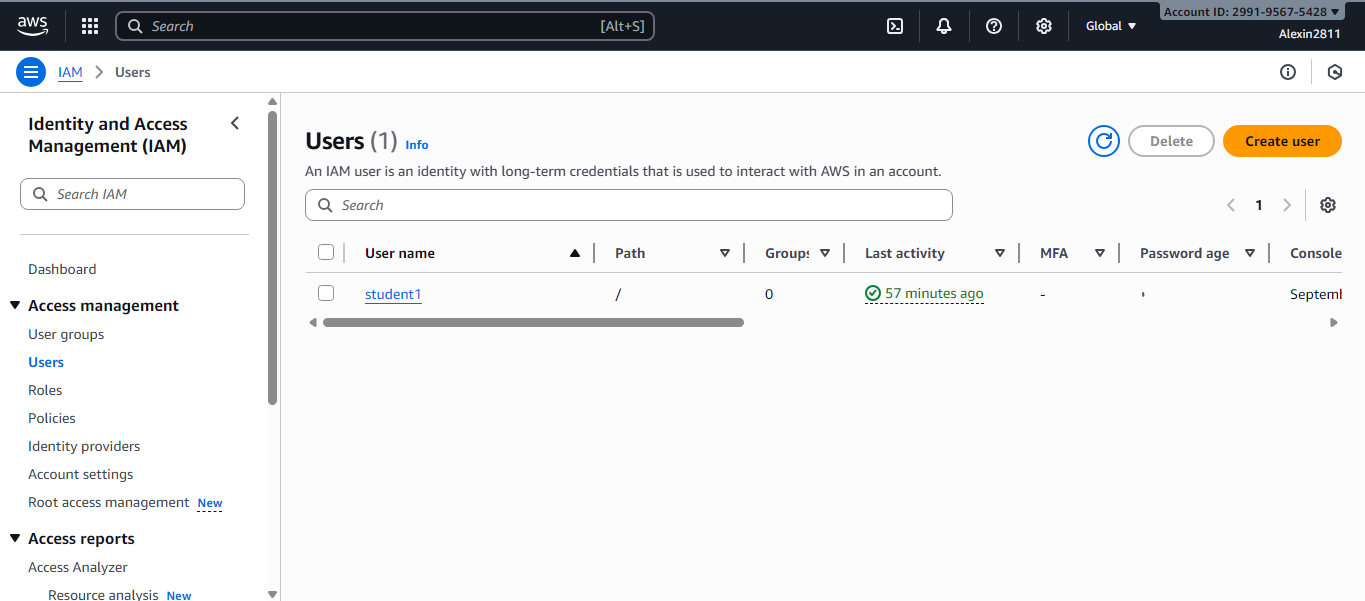 aws
Search [Alt+S]
Global
Account ID: 2991-9567-5428
Alexin2811
IAM
Users
Identity and Access
Management (IAM)
Search IAM
Dashboard
Access management
User groups
Users
Roles
Policies
Identity providers
Account settings
Root access management New
Access reports
Access Analyzer
Resource analysis New
Users (1) Info
Delete
Create user
An IAM user is an identity with long-term credentials that is used to interact with AWS in an account.
Search
1
User name Path Groups Last activity MFA Password age Console
student1 / 0 57 minutes ago - Septemb